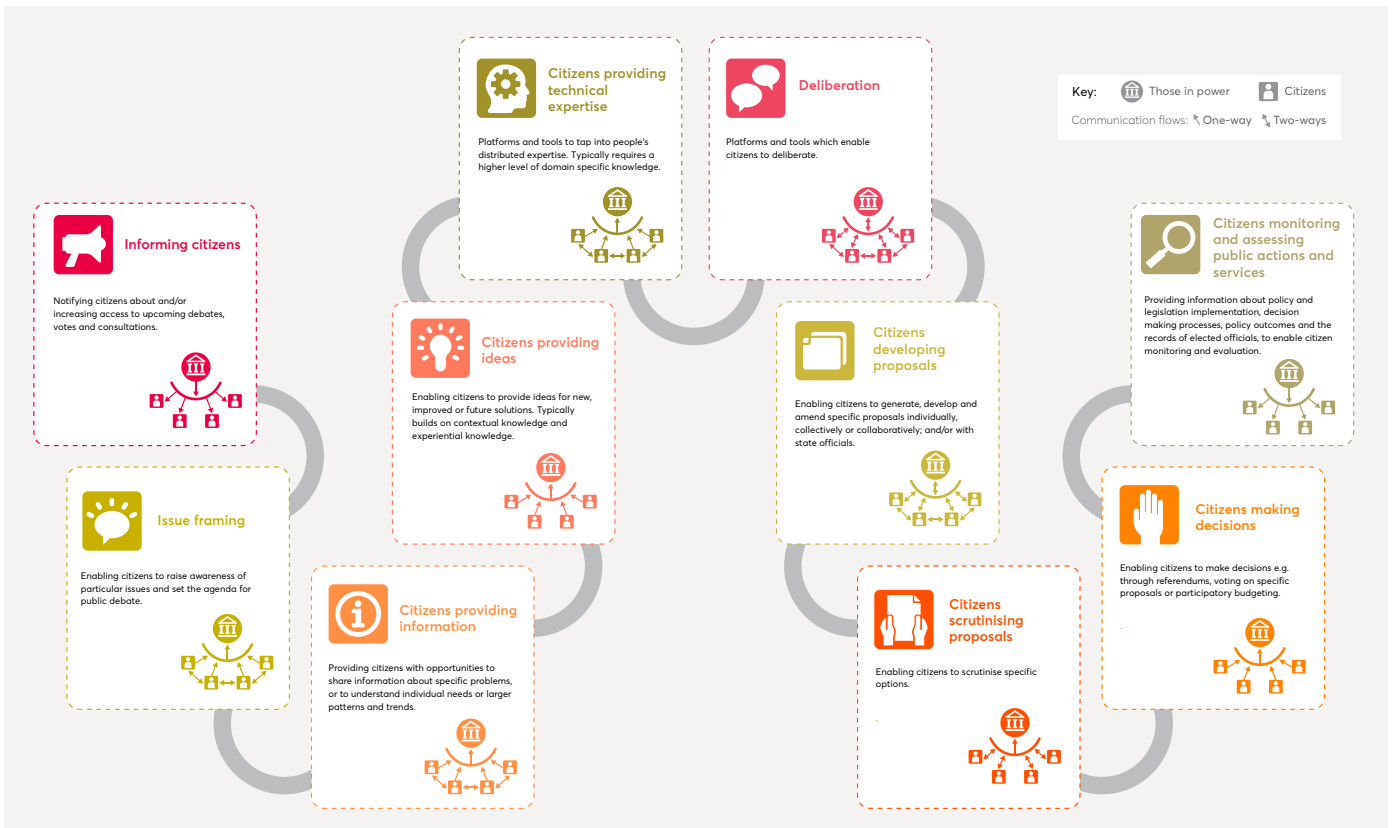 Key:
Those in power
Citizens
Communication flows:
One-way
Two-ways
Informing citizens
Notifying citizens about and/or
increasing access to upcoming debates,
votes and consultations.
Issue framing
Enabling citizens to raise awareness of
particular issues and set the agenda for
public debate.
Citizens providing
information
Providing citizens with opportunities to
share information about specific problems,
or to understand individual needs or larger
patterns and trends.
Citizens providing
ideas
Enabling citizens to provide ideas for new,
improved or future solutions. Typically
builds on contextual knowledge and
experiential knowledge.
Citizens providing
technical
expertise
Platforms and tools to tap into people's
distributed expertise. Typically requires a
higher level of domain specific knowledge.
Deliberation
Platforms and tools which enable
citizens to deliberate.
Citizens
developing
proposals
Enabling citizens to generate, develop and
amend specific proposals individually,
collectively or collaboratively; and/or with
state officials.
Citizens
scrutinising
proposals
Enabling citizens to scrutinise specific
options.
Citizens making
decisions
Enabling citizens to make decisions e.g.
through referendums, voting on specific
proposals or participatory budgeting.
Citizens monitoring
and assessing
public actions and
services
Providing information about policy and
legislation implementation, decision
making processes, policy outcomes and the
records of elected officials, to enable citizen
monitoring and evaluation.